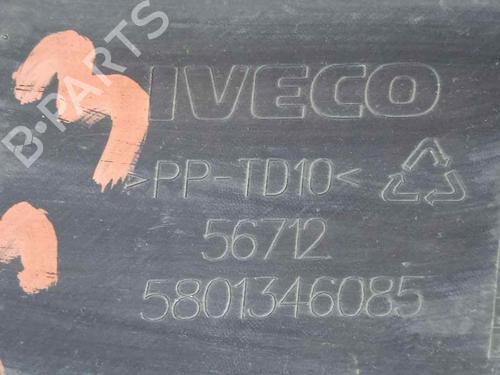 B-PARTS
IVECO
>PP-TD10<
56712
5801346085